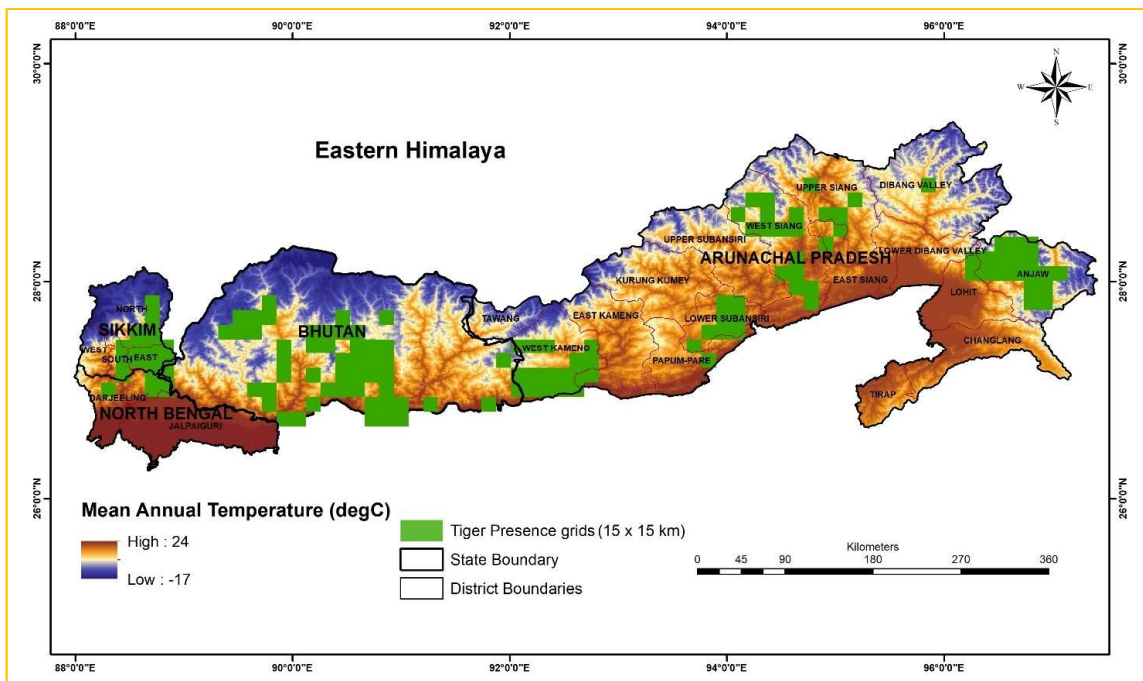 88°0'0"E
90°0'0"E
92°0'0"E
94°0'0"E
96°0'0"E
30°0'0"N
30°0'0"N
N
W
E
S
Eastern Himalaya
UPPER SIANG
DIBANG VALLEY
WEST SIANG
UPPER SUBANSIRI
LOWER DIBANG VALLEY
ARUNACHAL PRADESH
28°0'0"N
KURUNG KUMEY
EAST SIANG
ANJAW
28°0'0"N
LOHIT
NORTH
TAWANG
EAST KAMENG
LOWER SUBANSIRI
SIKKIM
BHUTAN
WEST
SOUTH
EAST
WEST KAMENG
PAPUM-PARE
CHANGLANG
DARJEELING
TIRAP
NORTH BENGAL
JALPAIGURI
26°0'0"N
26°0'0"N
Mean Annual Temperature (degC)
High : 24
Low : -17
Tiger Presence grids (15 x 15 km)
State Boundary
District Boundaries
Kilometers
0 45 90 180 270 360
88°0'0"E
90°0'0"E
92°0'0"E
94°0'0"E
96°0'0"E